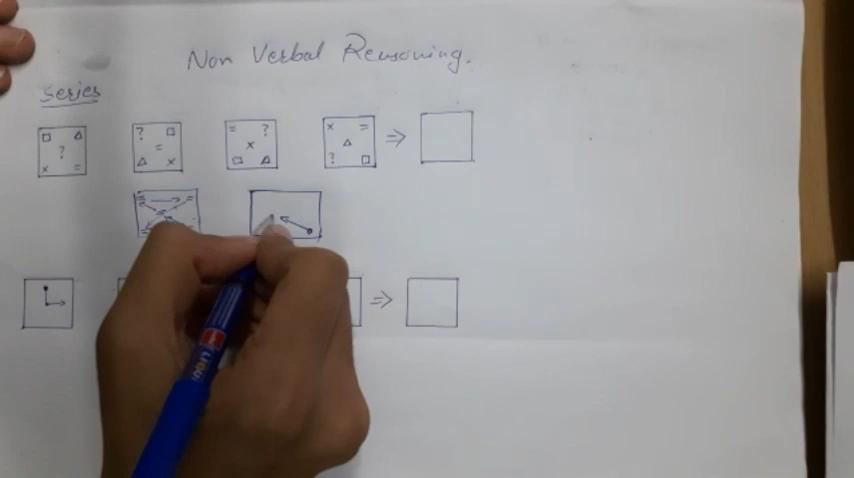 Non Verbal Reasoning.
Series
?
x =
? =
x
= ?
x
x =
?